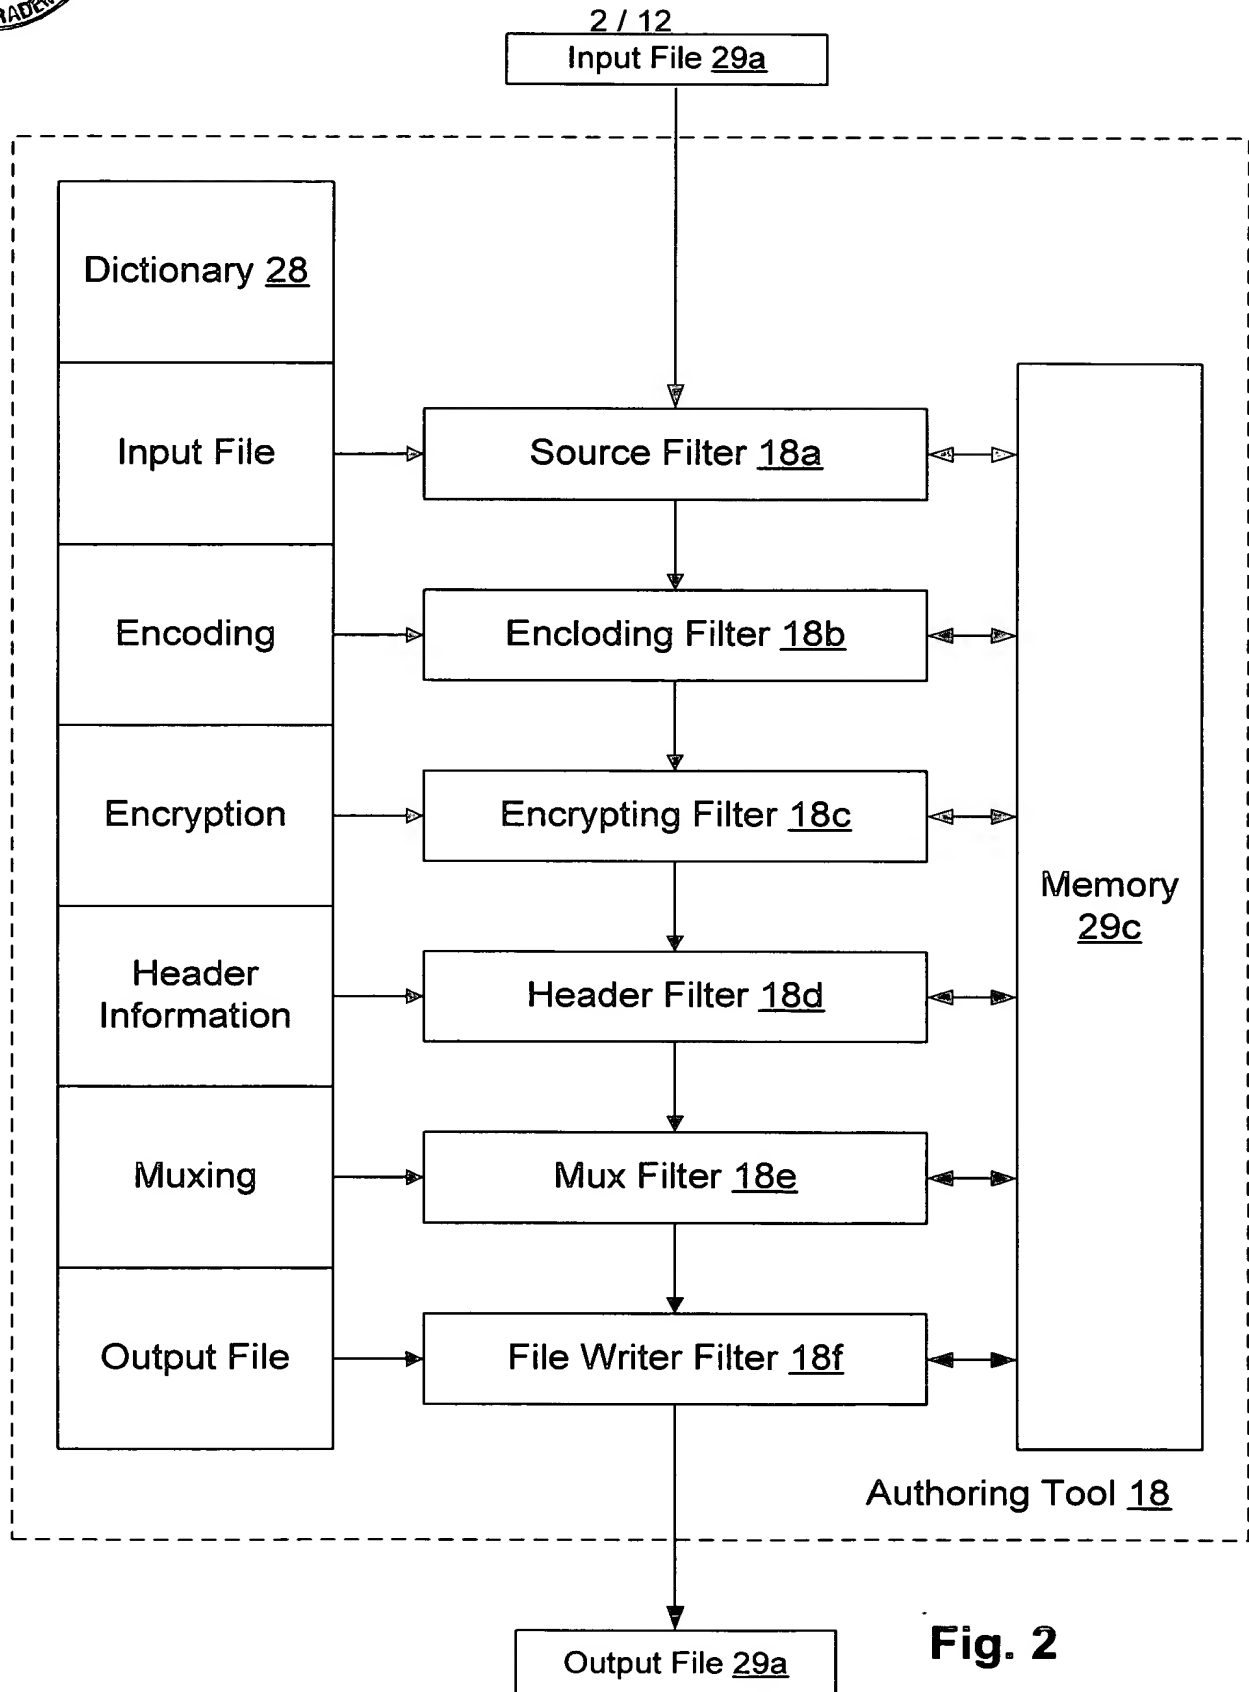 2 / 12
Input File 29a
Dictionary 28
Input File
Source Filter 18a
Encoding
Encloding Filter 18b
Encryption
Encrypting Filter 18c
Memory
29c
Header
Information
Header Filter 18d
Muxing
Mux Filter 18e
Output File
File Writer Filter 18f
Authoring Tool 18
Output File 29a
Fig. 2